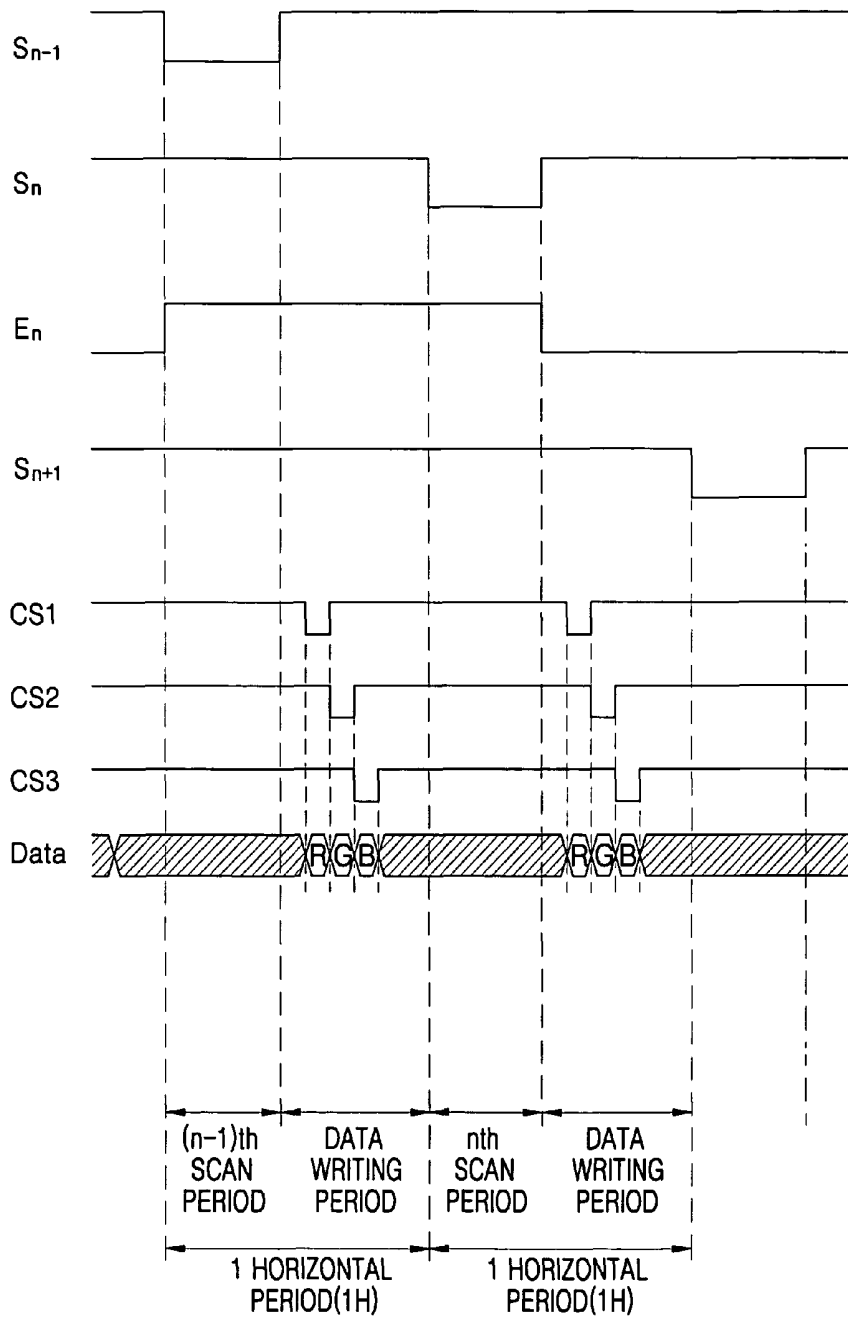 Sn-1
Sn
En
Sn+1
CS1
CS2
CS3
Data
R G B
R G B
(n-1)th
SCAN
PERIOD
DATA
WRITING
PERIOD
nth
SCAN
PERIOD
DATA
WRITING
PERIOD
1 HORIZONTAL
PERIOD(1H)
1 HORIZONTAL
PERIOD(1H)